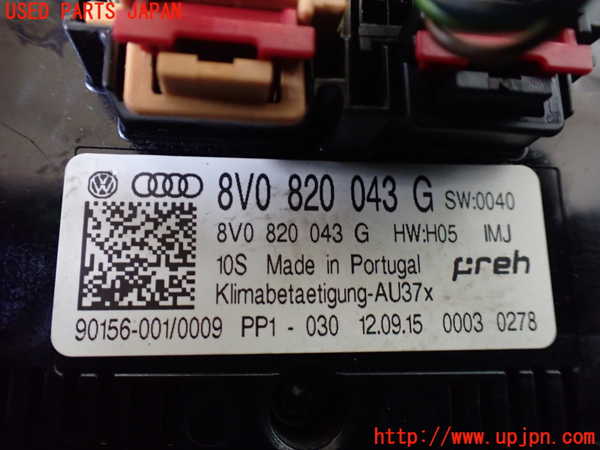 USED PARTS JAPAN
8V0 820 043 G SW:0040
8V0 820 043 G HW:H05 IMJ
10S Made in Portugal preh
Klimabetaetigung-AU37x
90156-001/0009 PP1 - 030 12.09.15 0003 0278
http://www.upjpn.com/